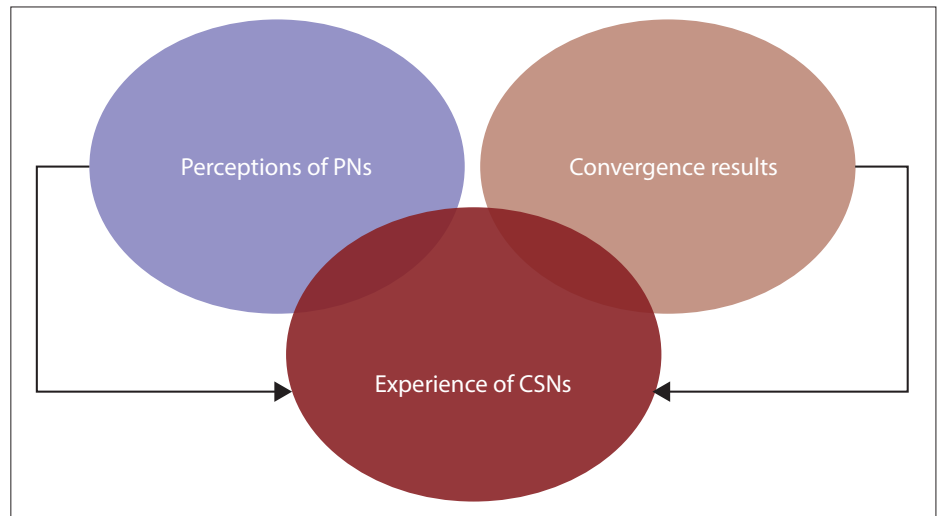 Perceptions of PNs
Convergence results
Experience of CSNs